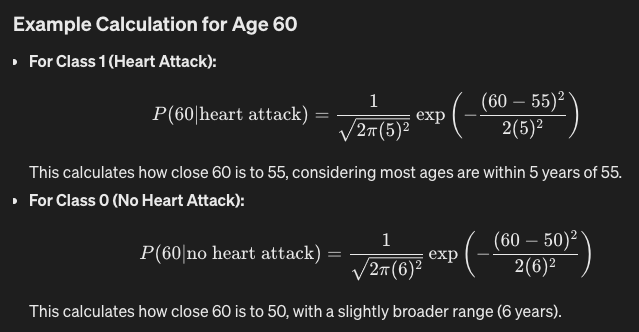 Example Calculation for Age 60
• For Class 1 (Heart Attack):
P(60|heart attack) = \frac{1}{\sqrt{2\pi(5)^2}} \exp\left(-\frac{(60 - 55)^2}{2(5)^2}\right)
This calculates how close 60 is to 55, considering most ages are within 5 years of 55.
• For Class 0 (No Heart Attack):
P(60|no heart attack) = \frac{1}{\sqrt{2\pi(6)^2}} \exp\left(-\frac{(60 - 50)^2}{2(6)^2}\right)
This calculates how close 60 is to 50, with a slightly broader range (6 years).